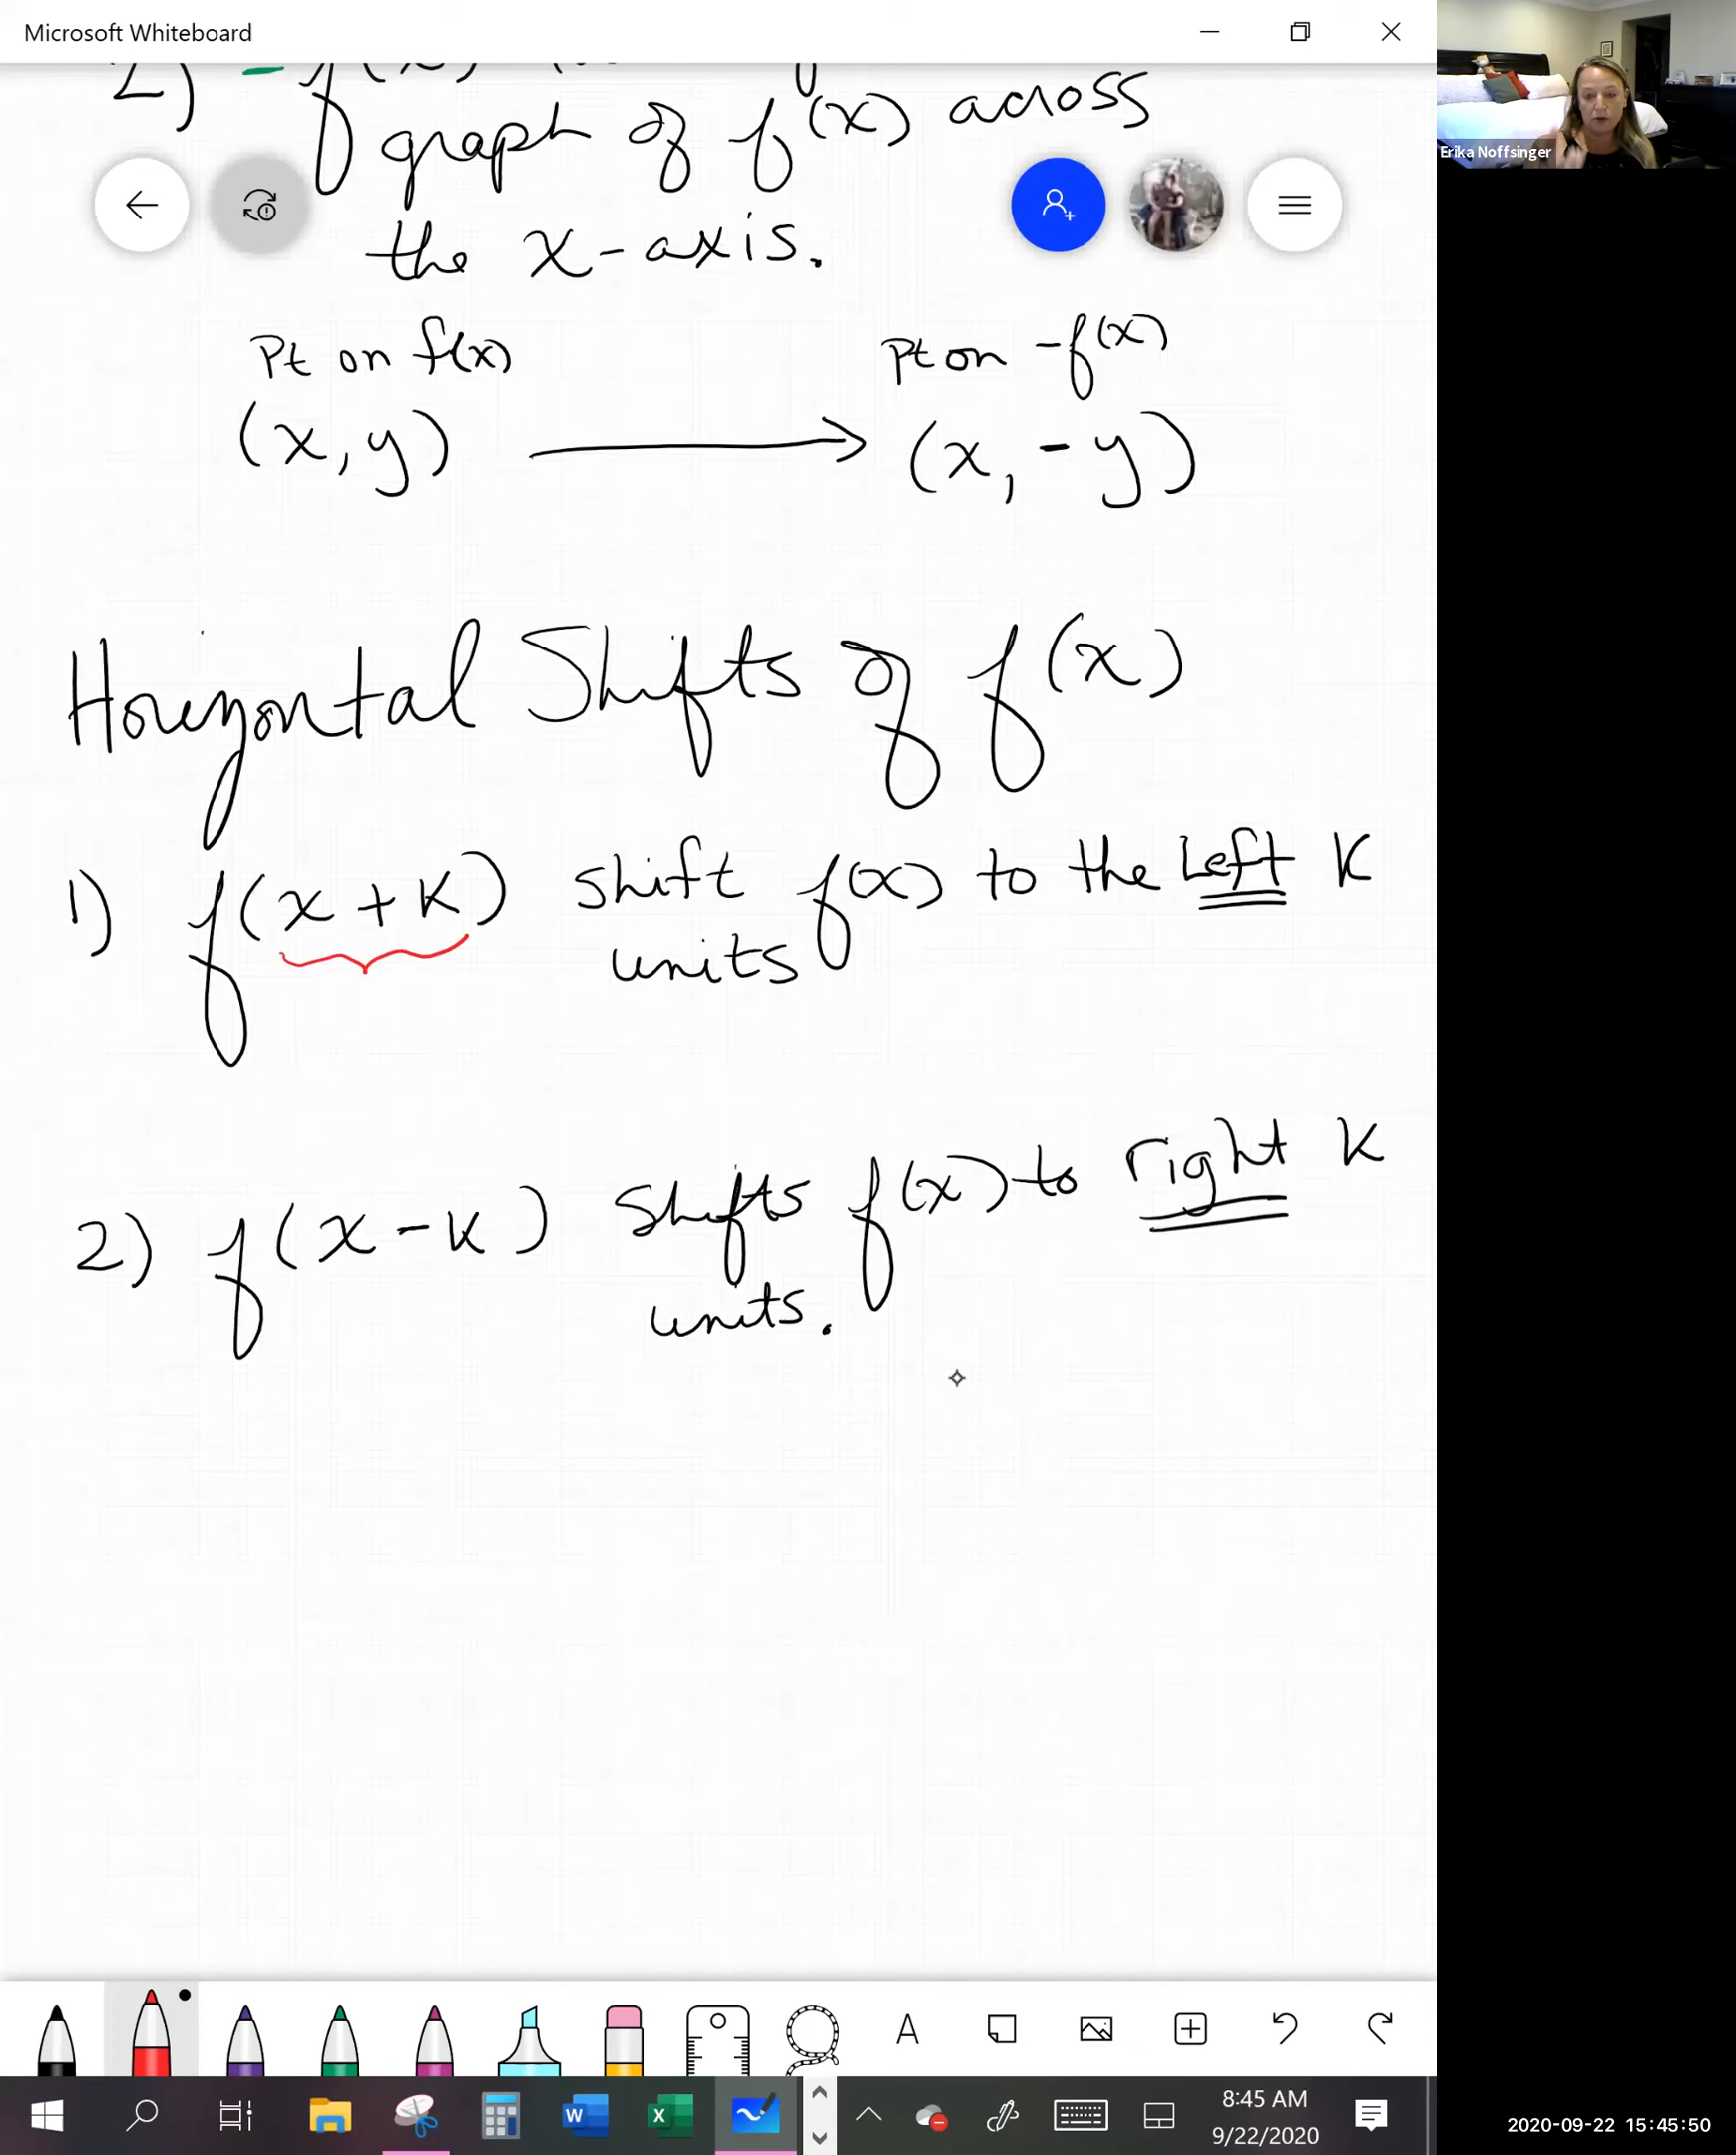 Microsoft Whiteboard
2) -f(x)
graph of f(x) across
the x-axis.
Pt on f(x) Pt on -f(x)
(x, y) (x, -y)
Horizontal Shifts of f(x)
1) f(x + K) shift f(x) to the Left K
units
2) f(x - K) shifts f(x) to right K
units.
Erika Noffsinger
A
W
X
8:45 AM
9/22/2020
2020-09-22 15:45:50